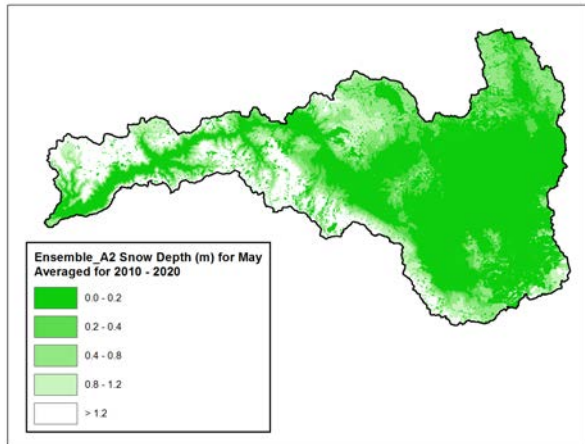 Ensemble_A2 Snow Depth (m) for May
Averaged for 2010 - 2020
0.0 - 0.2
0.2 - 0.4
0.4 - 0.8
0.8 - 1.2
> 1.2